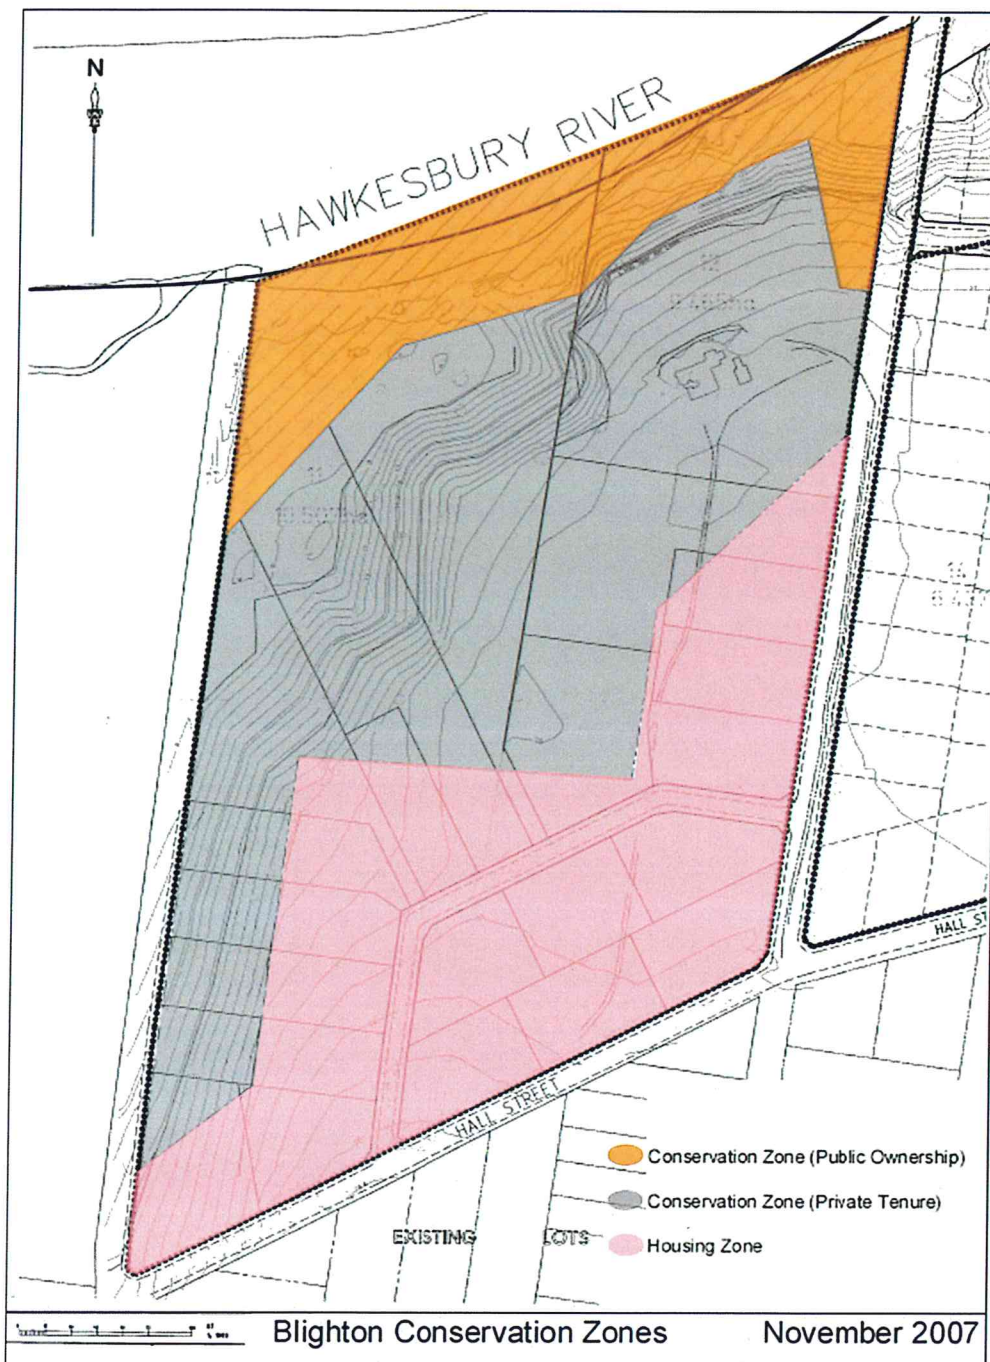 N
HAWKESBURY RIVER
HALL ST
HALL STREET
Conservation Zone (Public Ownership)
Conservation Zone (Private Tenure)
EXISTING LOTS
Housing Zone
Blighton Conservation Zones
November 2007